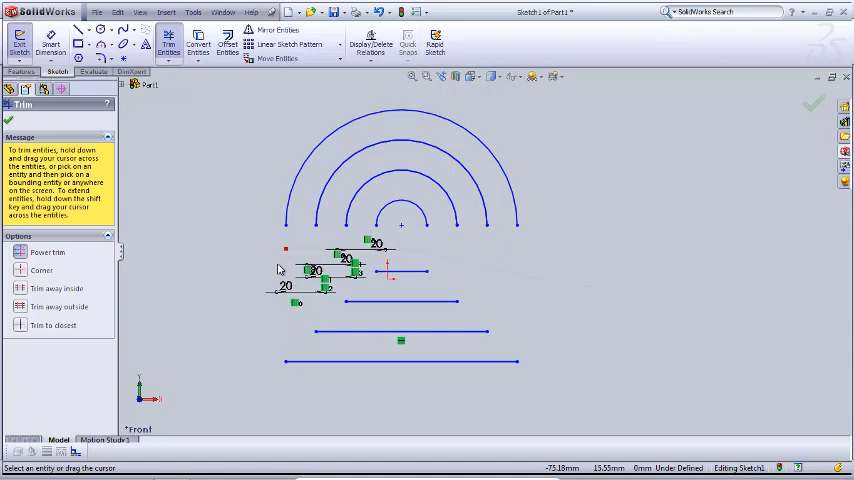 SolidWorks File Edit View Insert Tools Window Help Sketch1 of Part1 * SolidWorks Search
Exit Sketch Smart Dimension Trim Entities Convert Entities Offset Entities Mirror Entities Linear Sketch Pattern Move Entities Display/Delete Relations Quick Snaps Rapid Sketch
Features Sketch Evaluate DimXpert
Part1
Trim ?
Message
To trim entities, hold down
and drag your cursor across
the entities, or pick on an
entity and then pick on a
bounding entity or anywhere
on the screen. To extend
entities, hold down the shift
key and drag your cursor
across the entities.
Options
Power trim
Corner
Trim away inside
Trim away outside
Trim to closest
20
20
20
20
Y
X
*Front
Model Motion Study 1
Select an entity or drag the cursor -75.18mm 15.55mm 0mm Under Defined Editing Sketch1